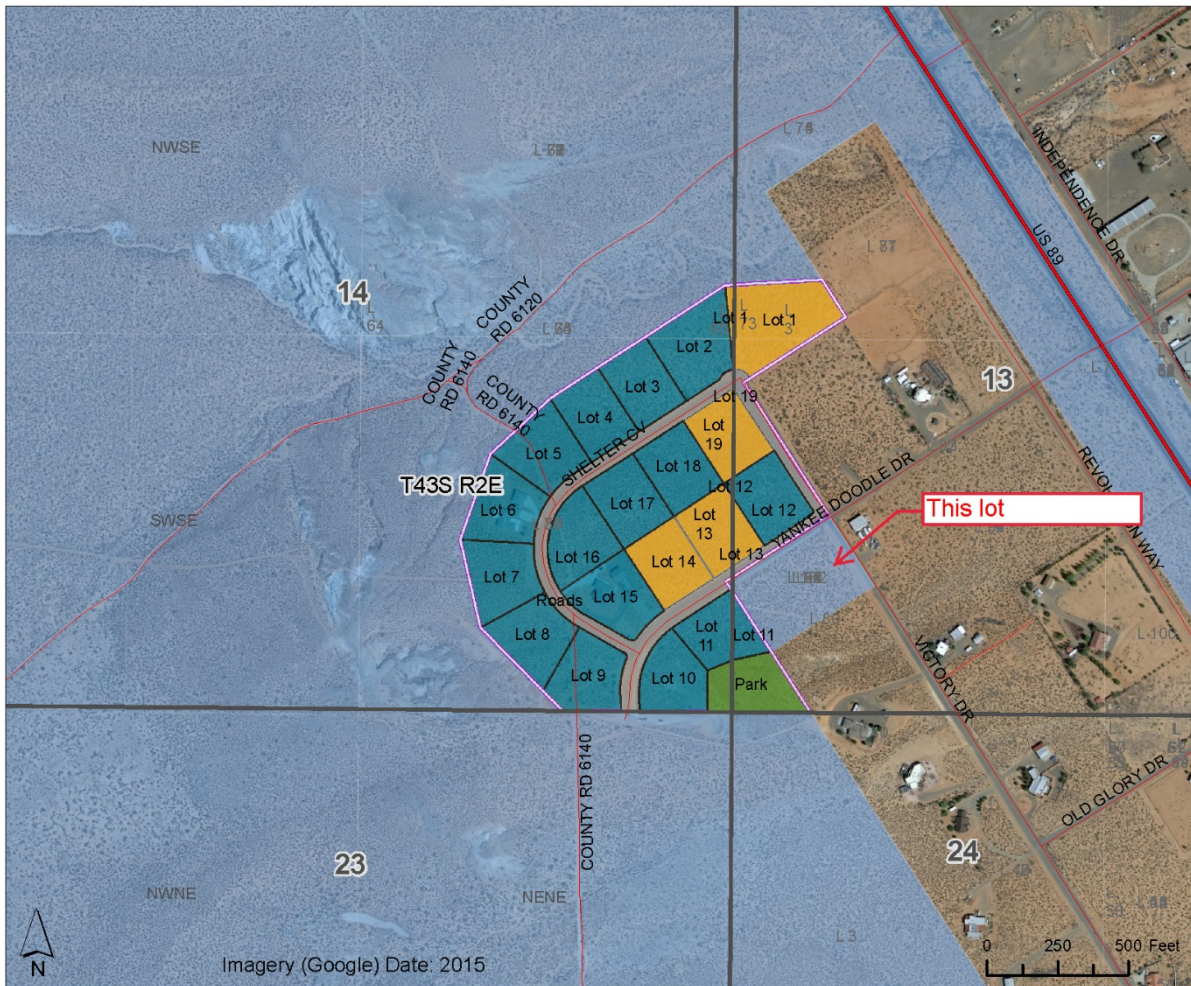 NWSE
14
L
64
COUNTY
RD 6120
COUNTY
RD 6140
COUNTY
RD 6140
INDEPENDENCE DR
US 89
13
Lot 1
Lot 1
Lot 2
Lot 3
Lot 4
Lot 5
Lot 6
Lot 7
Lot 8
Lot 9
Lot 10
Lot
11
Lot 11
Lot 12
Lot 12
Lot
13
Lot 13
Lot 14
Lot 15
Lot 16
Lot 17
Lot 18
Lot
19
Lot 19
SHELTER CV
Roads
Park
T43S R2E
SWSE
YANKEE DOODLE DR
This lot
REVOLUTION WAY
VICTORY DR
L 100
COUNTY RD 6140
OLD GLORY DR
23
24
NWNE
NENE
L 3
N
Imagery (Google) Date: 2015
0 250 500 Feet